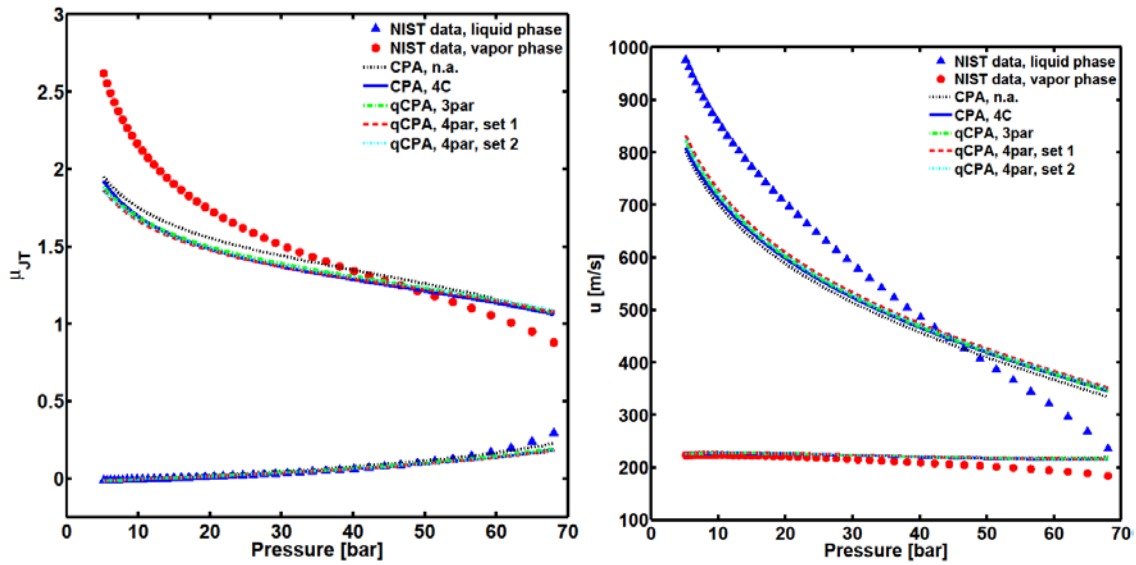 3
2.5
2
1.5
1
0.5
0
μJT
0 10 20 30 40 50 60 70
Pressure [bar]
NIST data, liquid phase
NIST data, vapor phase
CPA, n.a.
CPA, 4C
qCPA, 3par
qCPA, 4par, set 1
qCPA, 4par, set 2
1000
900
800
700
600
500
400
300
200
100
u [m/s]
0 10 20 30 40 50 60 70
Pressure [bar]
NIST data, liquid phase
NIST data, vapor phase
CPA, n.a.
CPA, 4C
qCPA, 3par
qCPA, 4par, set 1
qCPA, 4par, set 2